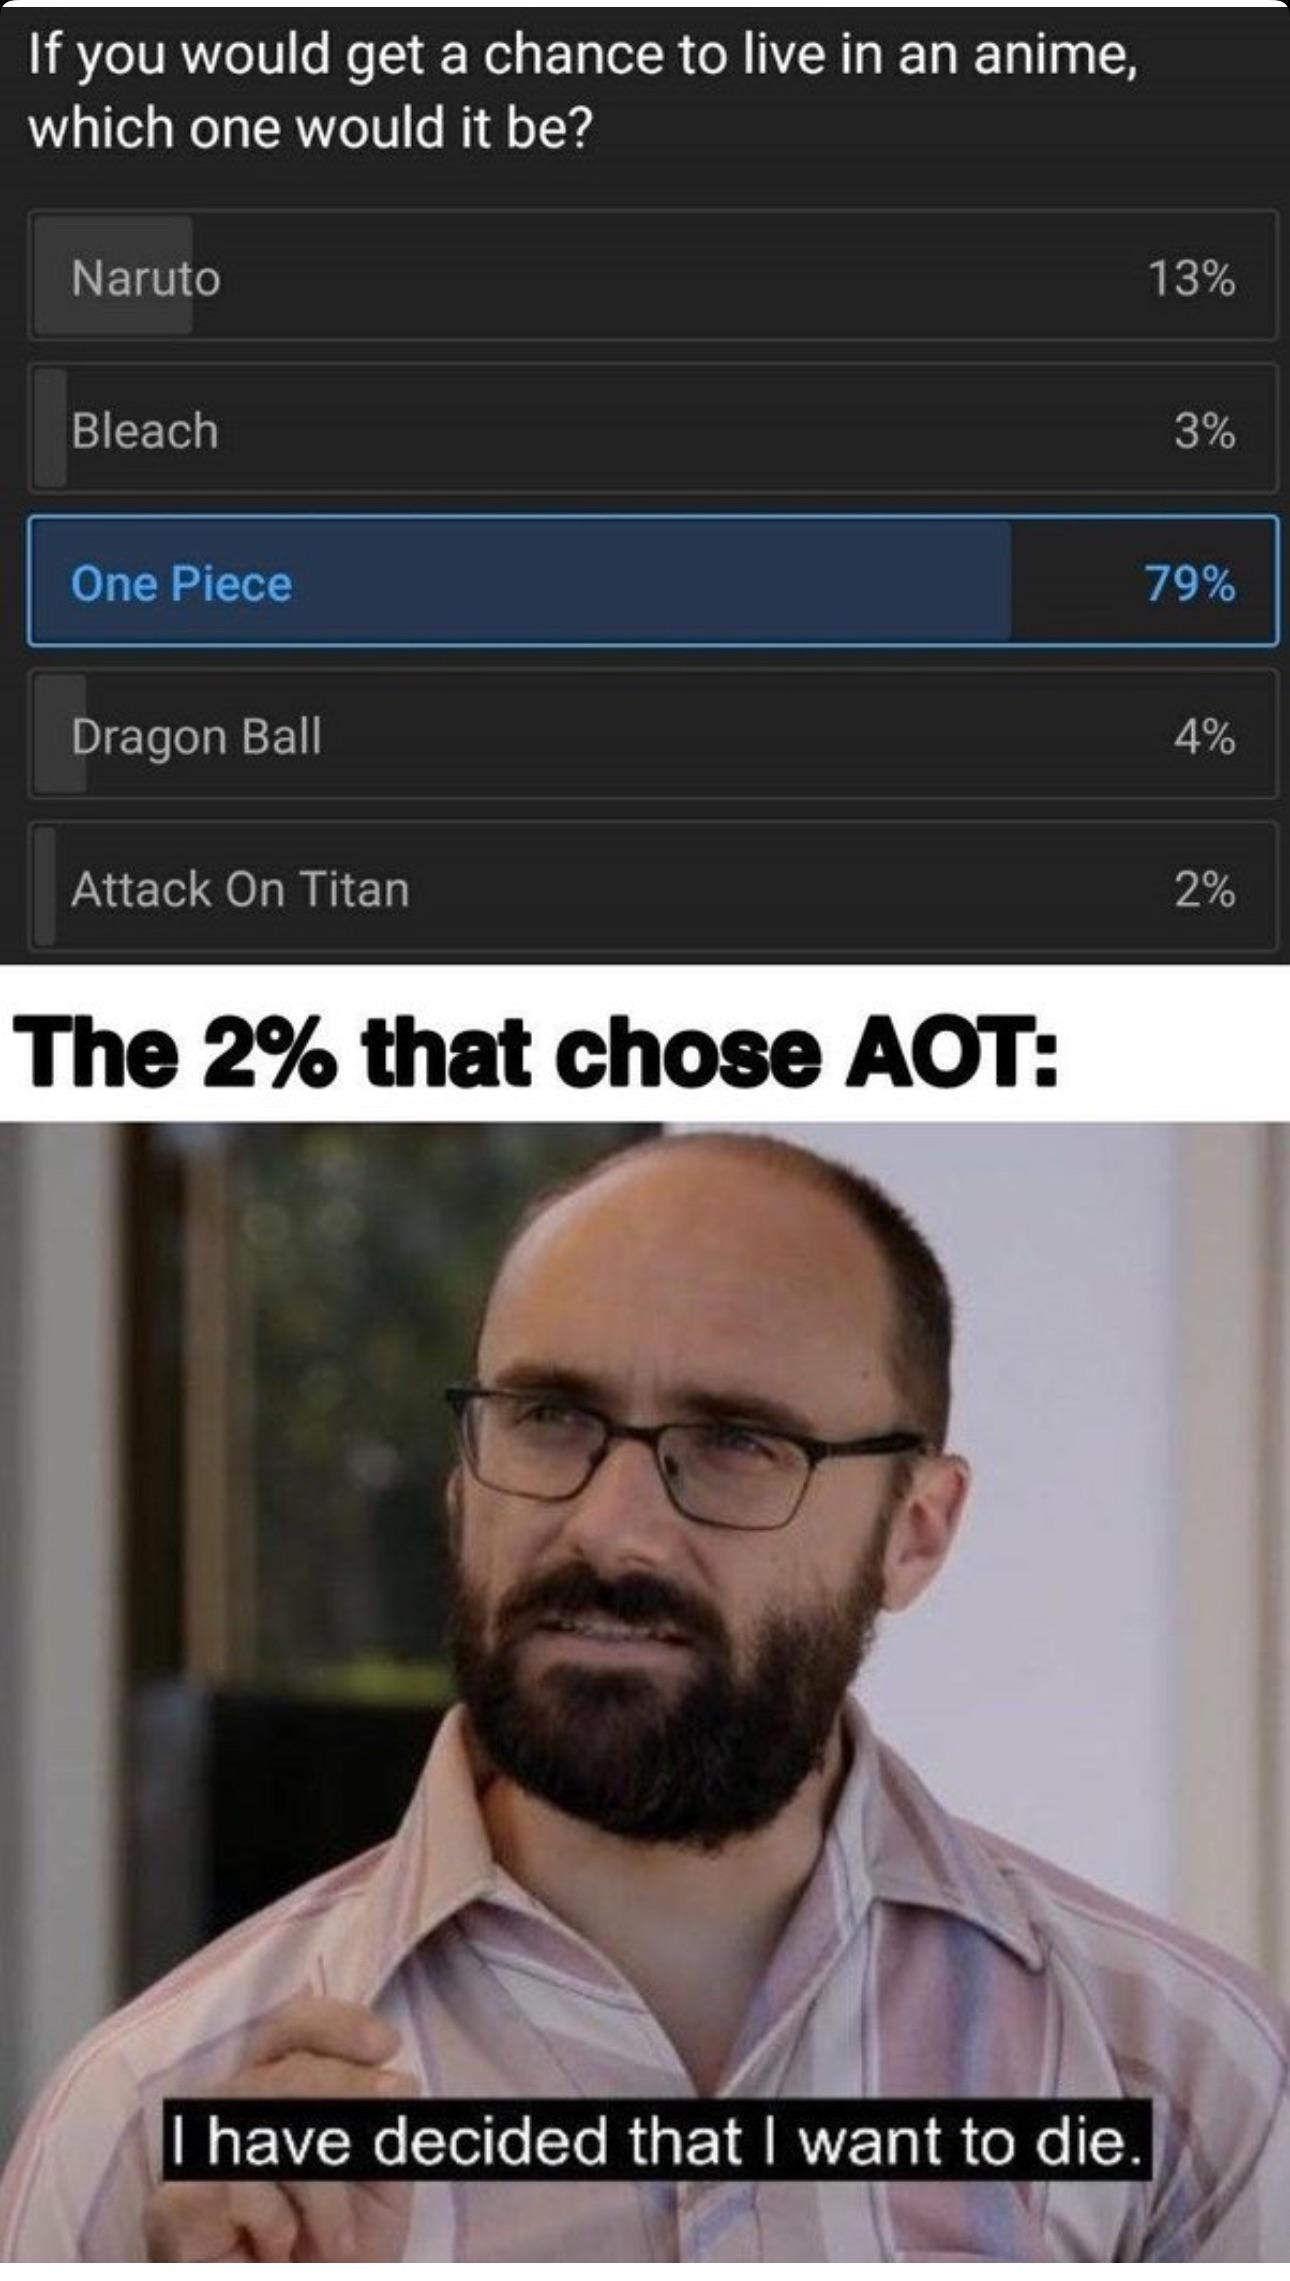 If you would get a chance to live in an anime,
which one would it be?
Naruto 13%
Bleach 3%
One Piece 79%
Dragon Ball 4%
Attack On Titan 2%
The 2% that chose AOT:
I have decided that I want to die.